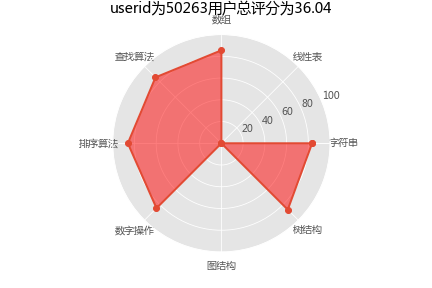 userid为50263用户总评分为36.04
数组
查找算法
线性表
100
80
60
40
20
排序算法
字符串
数字操作
树结构
图结构